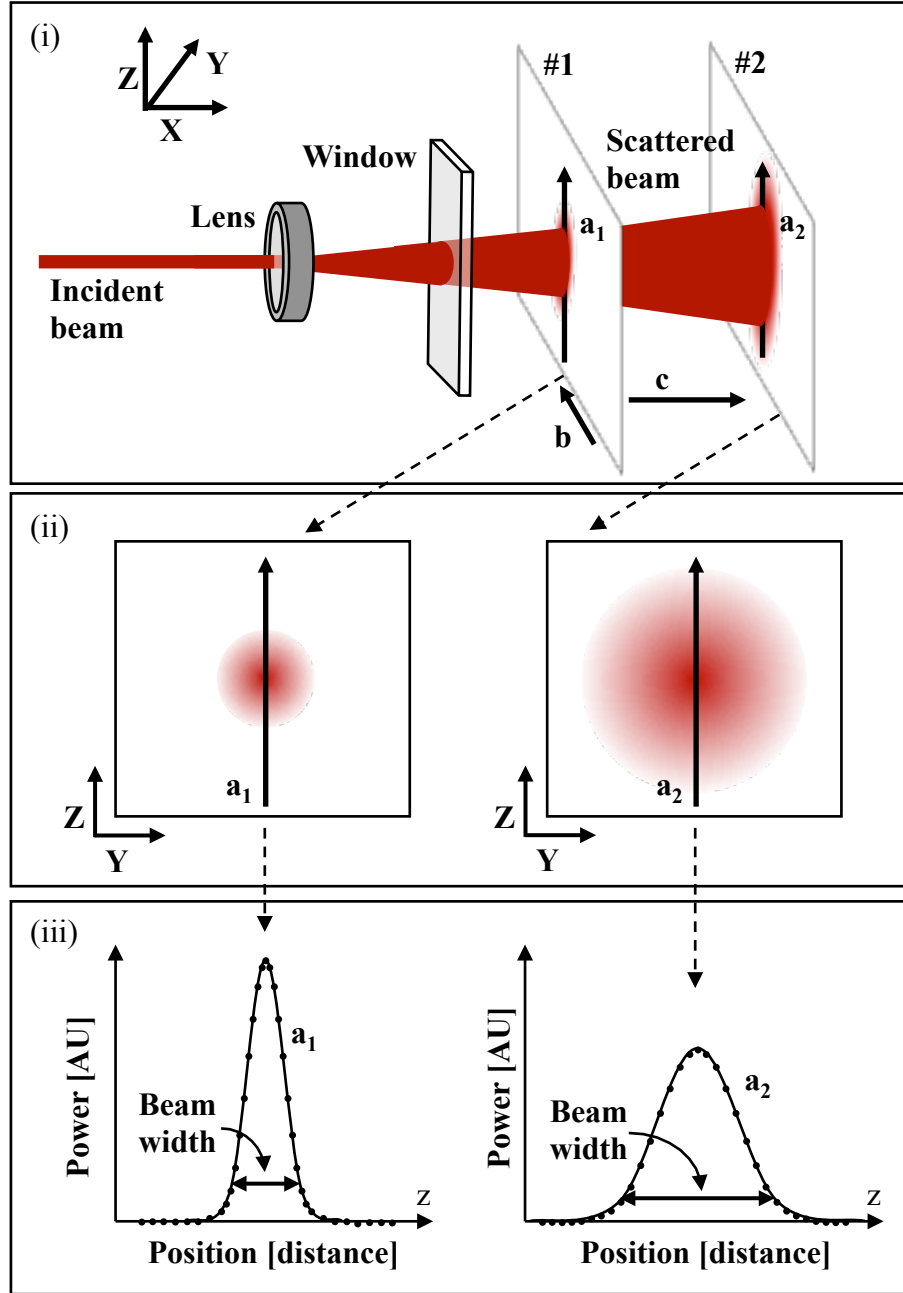 (i)
Z
Y
X
#1
#2
Window
Scattered
beam
Lens
a₁
a₂
Incident
beam
c
b
(ii)
a₁
a₂
Z
Y
Z
Y
(iii)
Power [AU]
a₁
Beam
width
z
Position [distance]
Power [AU]
a₂
Beam
width
z
Position [distance]